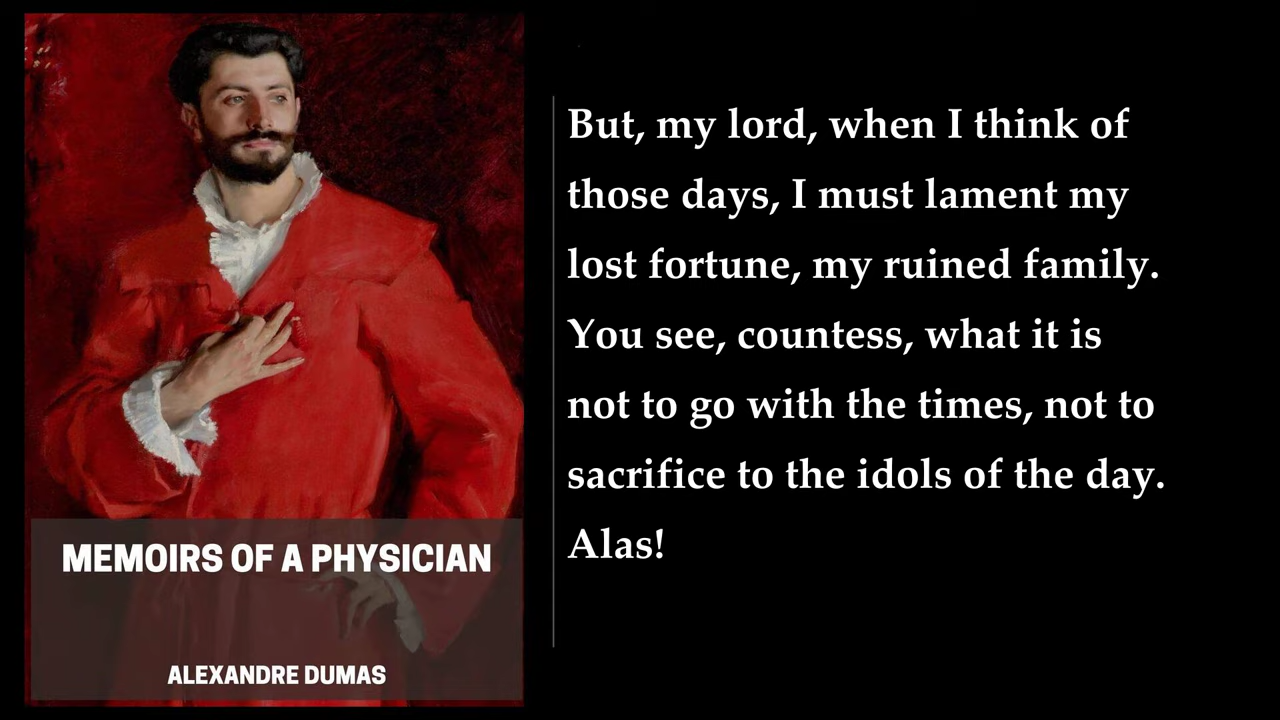 MEMOIRS OF A PHYSICIAN
ALEXANDRE DUMAS
But, my lord, when I think of
those days, I must lament my
lost fortune, my ruined family.
You see, countess, what it is
not to go with the times, not to
sacrifice to the idols of the day.
Alas!